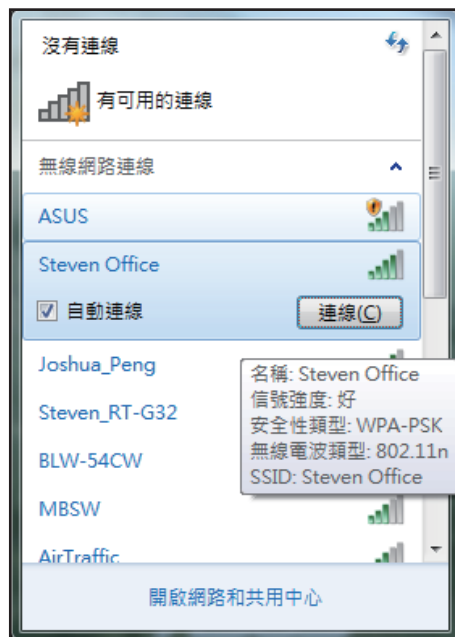 沒有連線
有可用的連線
無線網路連線
ASUS
Steven Office
自動連線
連線(C)
Joshua_Peng
Steven_RT-G32
BLW-54CW
MBSW
AirTraffic
名稱: Steven Office
信號強度: 好
安全性類型: WPA-PSK
無線電波類型: 802.11n
SSID: Steven Office
開啟網路和共用中心